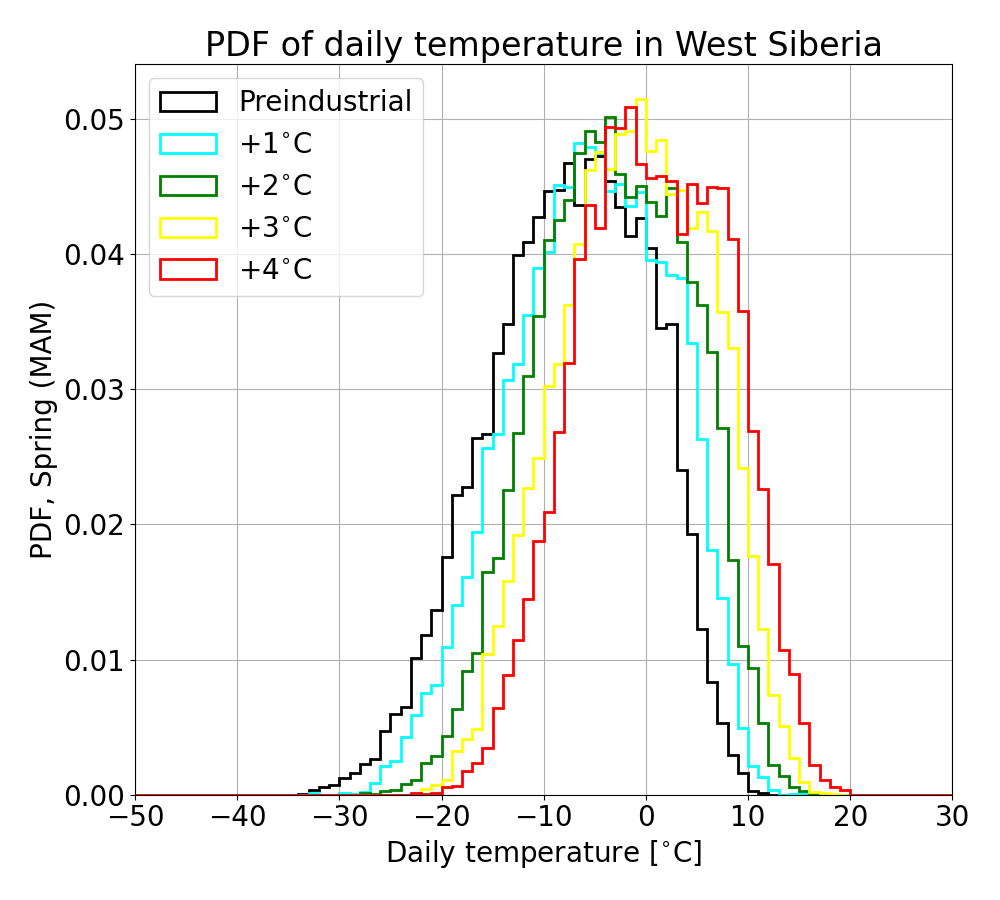 PDF of daily temperature in West Siberia
Preindustrial
+1°C
+2°C
+3°C
+4°C
PDF, Spring (MAM)
0.05
0.04
0.03
0.02
0.01
0.00
−50 −40 −30 −20 −10 0 10 20 30
Daily temperature [°C]